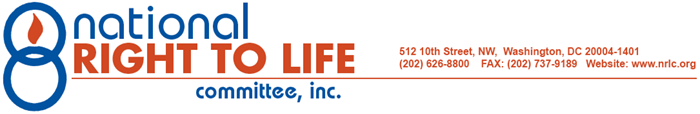 national
RIGHT TO LIFE
committee, inc.
512 10th Street, NW, Washington, DC 20004-1401
(202) 626-8800 FAX: (202) 737-9189 Website: www.nrlc.org